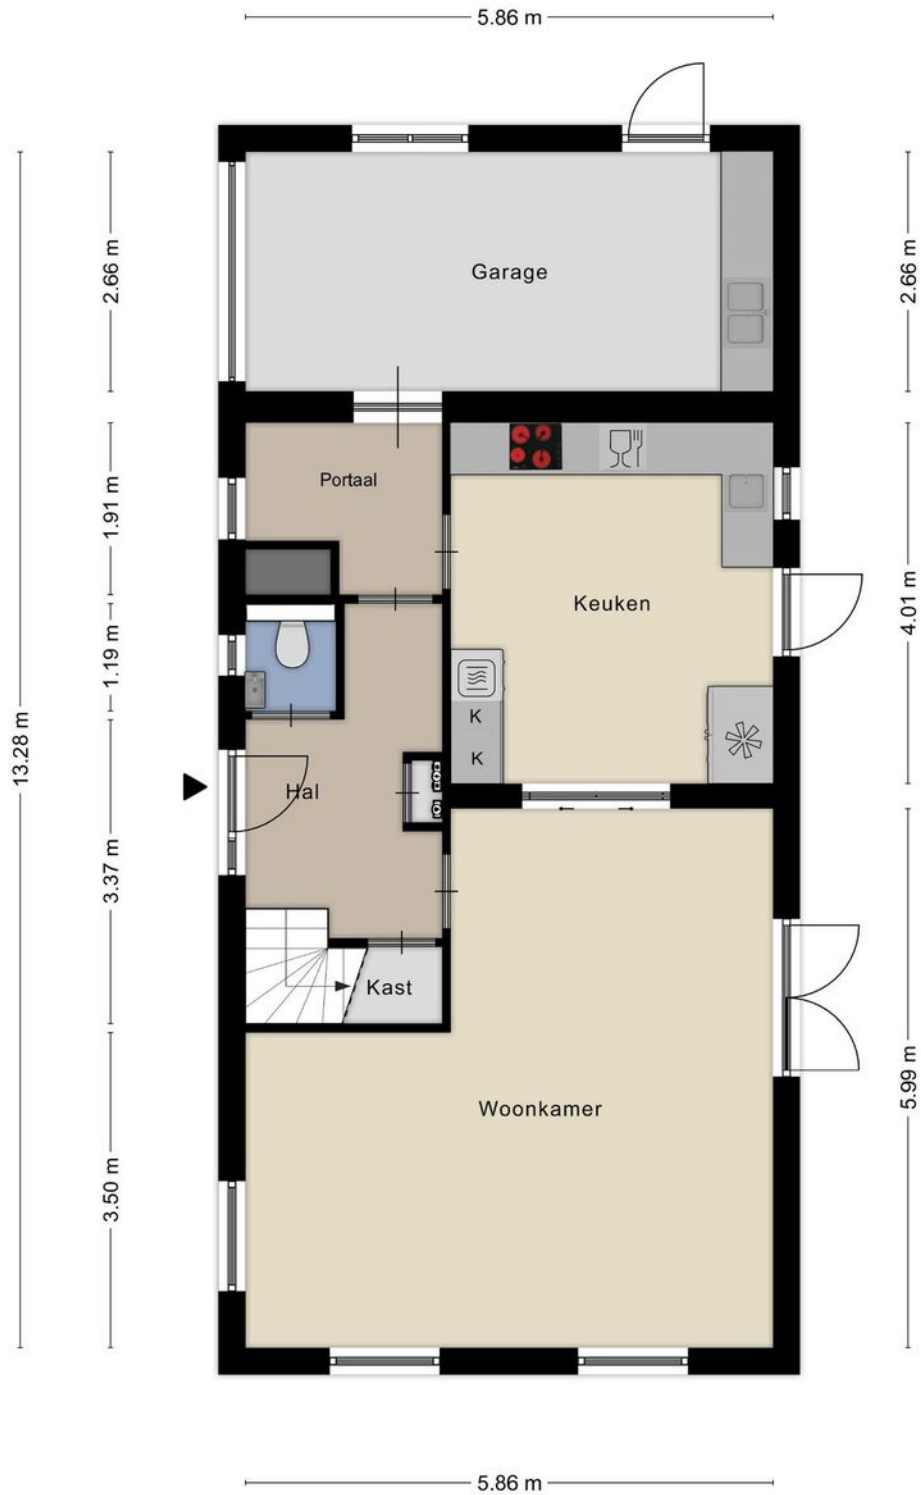 5.86 m
Garage
2.66 m
2.66 m
Portaal
1.91 m
Keuken
4.01 m
1.19 m
K
13.28 m
K
Hal
3.37 m
Kast
5.99 m
Woonkamer
3.50 m
5.86 m